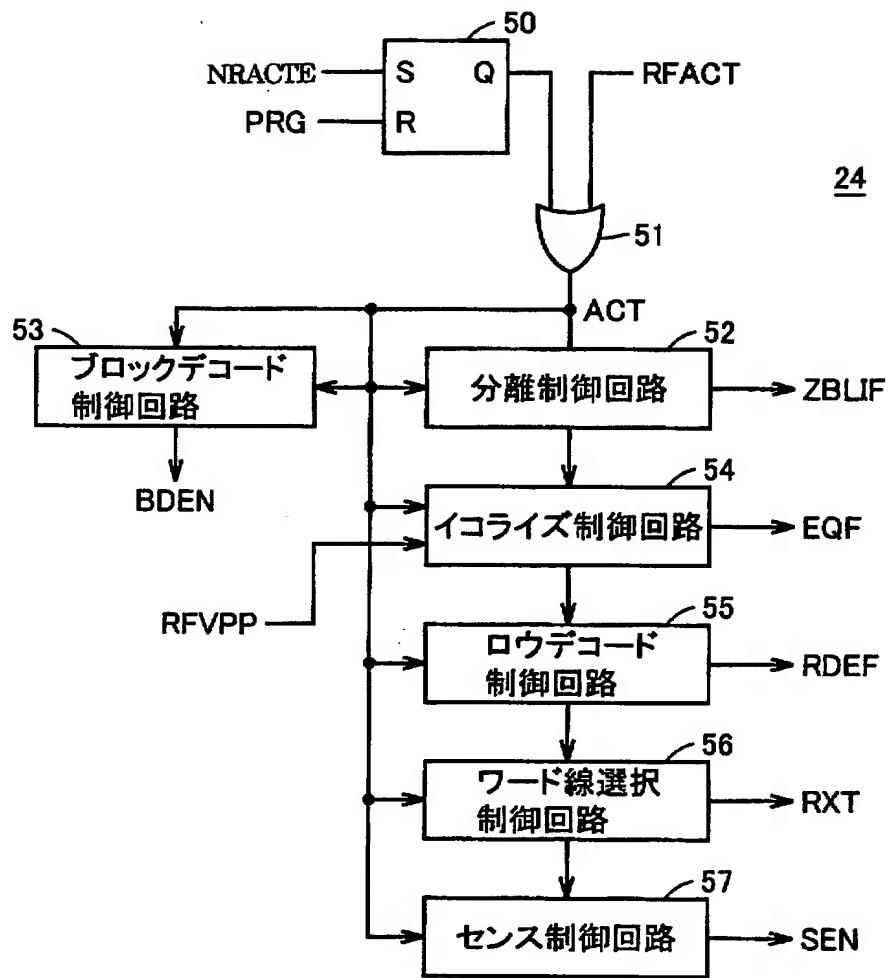 50
NRACTE
S
Q
RFACT
PRG
R
24
51
ACT
53
52
ブロックデコード
制御回路
分離制御回路
ZBLIF
54
BDEN
イコライズ制御回路
EQF
RFVPP
55
ロウデコード
制御回路
RDEF
56
ワード線選択
制御回路
RXT
57
センス制御回路
SEN